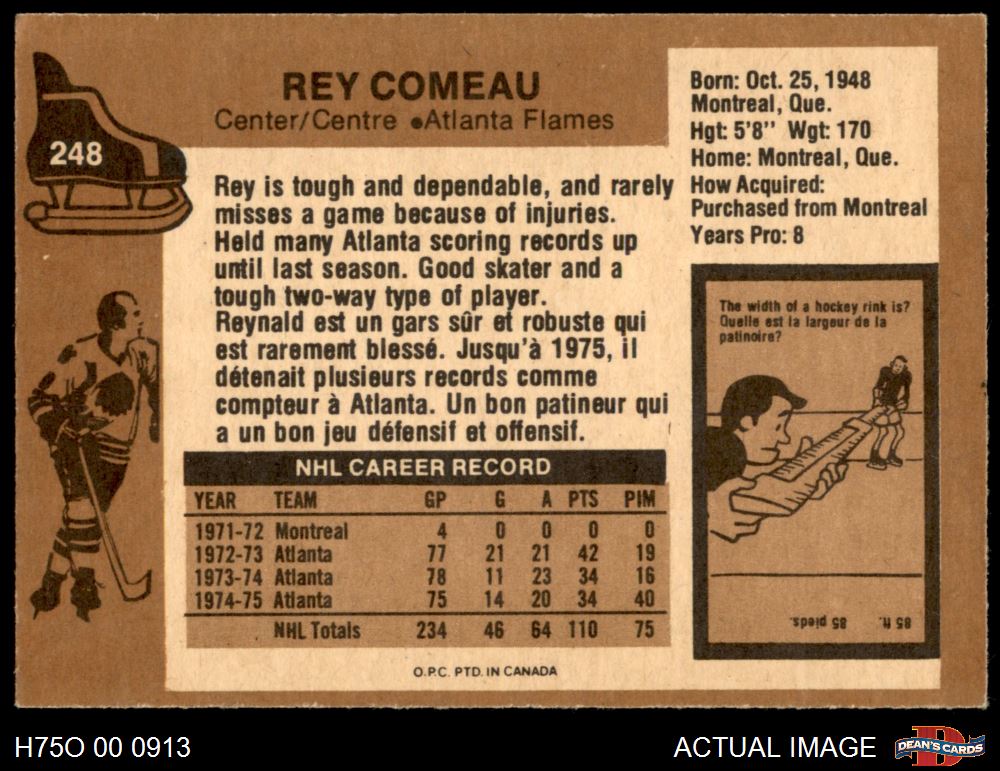 248
REY COMEAU
Center/Centre ●Atlanta Flames
Born: Oct. 25, 1948
Montreal, Que.
Hgt: 5'8" Wgt: 170
Home: Montreal, Que.
How Acquired:
Purchased from Montreal
Years Pro: 8
Rey is tough and dependable, and rarely
misses a game because of injuries.
Held many Atlanta scoring records up
until last season. Good skater and a
tough two-way type of player.
Reynald est un gars sûr et robuste qui
est rarement blessé. Jusqu'à 1975, il
détenait plusieurs records comme
compteur à Atlanta. Un bon patineur qui
a un bon jeu défensif et offensif.
The width of a hockey rink is?
Quelle est la largeur de la
patinoire?
85 ft.
85 pieds.
NHL CAREER RECORD
YEAR TEAM GP G A PTS PIM
1971-72 Montreal 4 0 0 0 0
1972-73 Atlanta 77 21 21 42 19
1973-74 Atlanta 78 11 23 34 16
1974-75 Atlanta 75 14 20 34 40
NHL Totals 234 46 64 110 75
O.P.C. PTD. IN CANADA
H75O 00 0913
ACTUAL IMAGE
D
DEAN'S CARDS